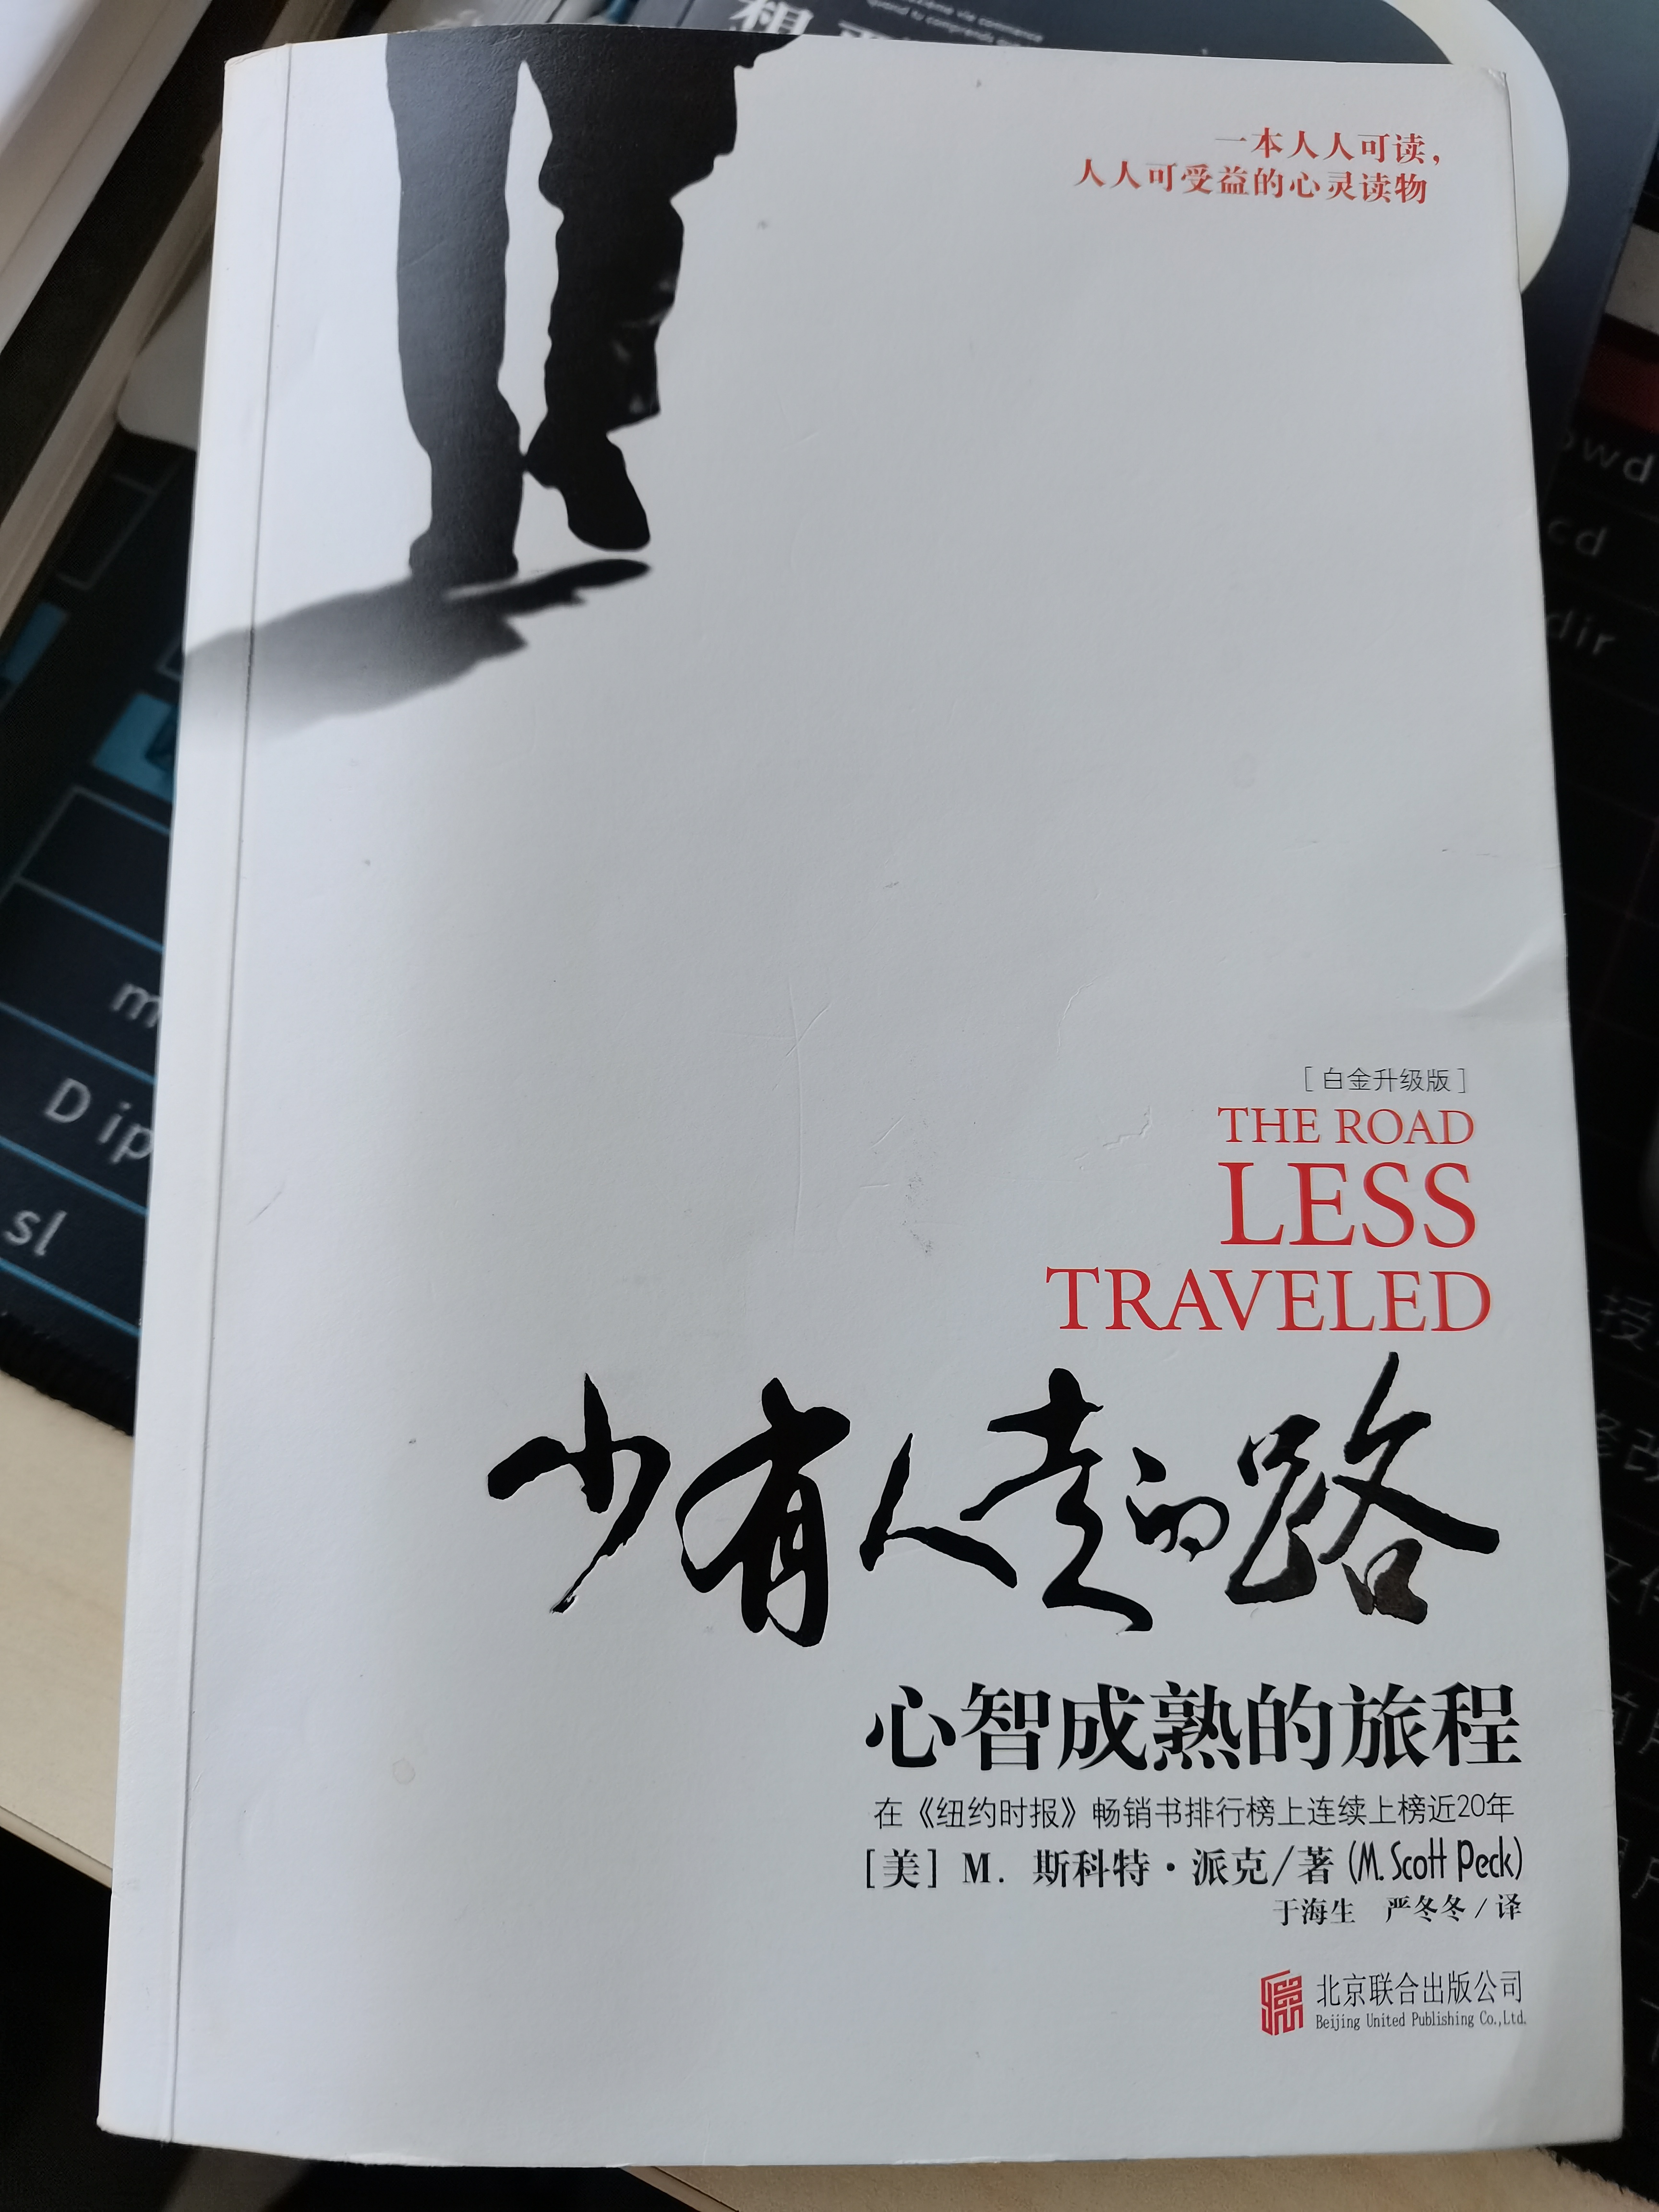 一本人人可读，
人人可受益的心灵读物
［白金升级版］
THE ROAD
LESS
TRAVELED
少有人走的路
心智成熟的旅程
在《纽约时报》畅销书排行榜上连续上榜近20年
［美］M. 斯科特·派克/著 (M. Scott Peck)
于海生 严冬冬/译
北京联合出版公司
Beijing United Publishing Co.,Ltd.
cd
dir
sl